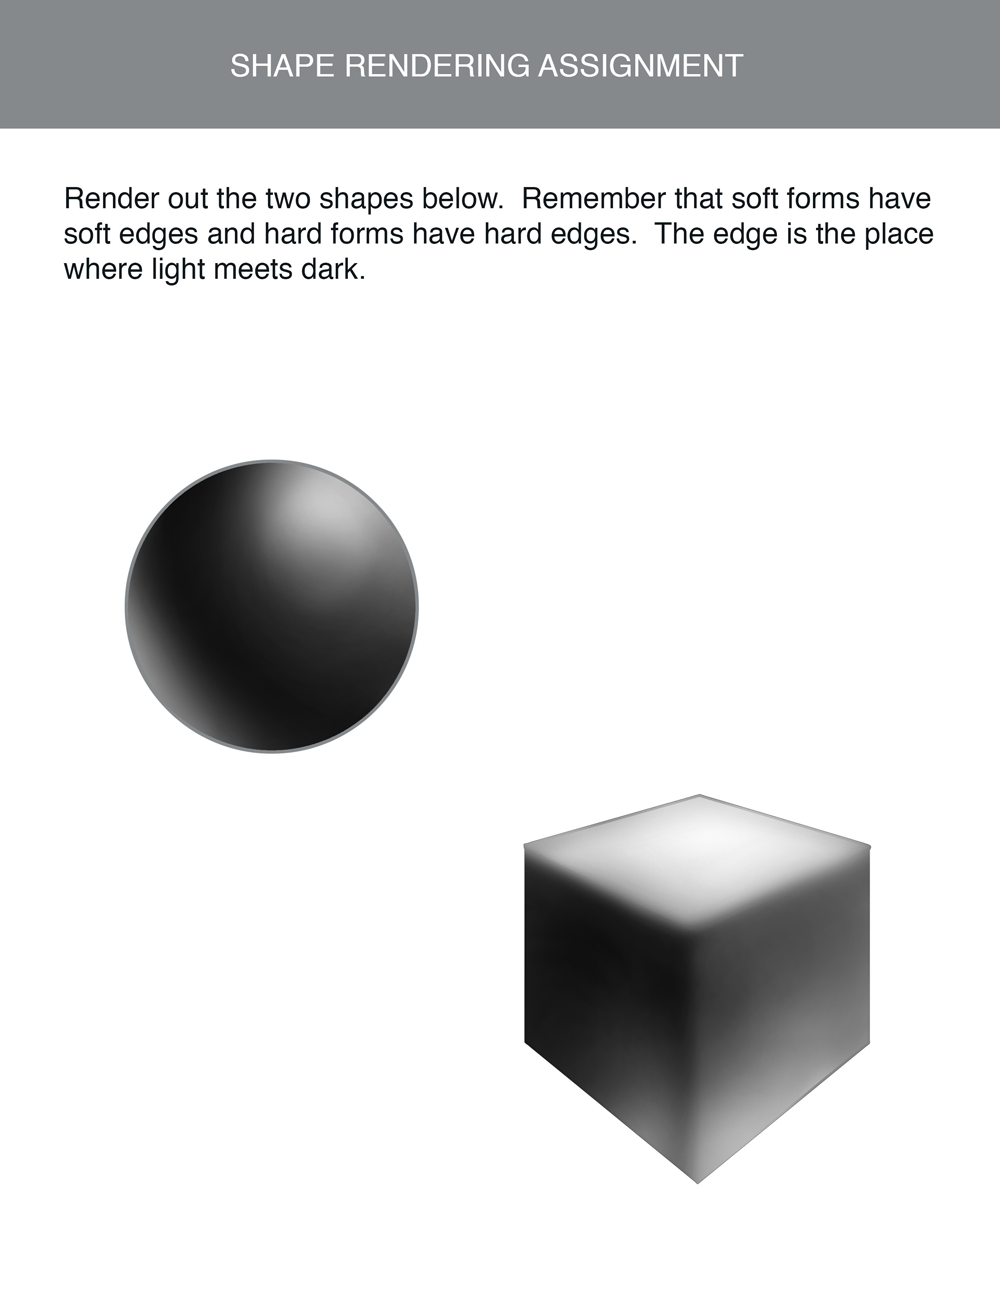 SHAPE RENDERING ASSIGNMENT
Render out the two shapes below.  Remember that soft forms have
soft edges and hard forms have hard edges.  The edge is the place
where light meets dark.